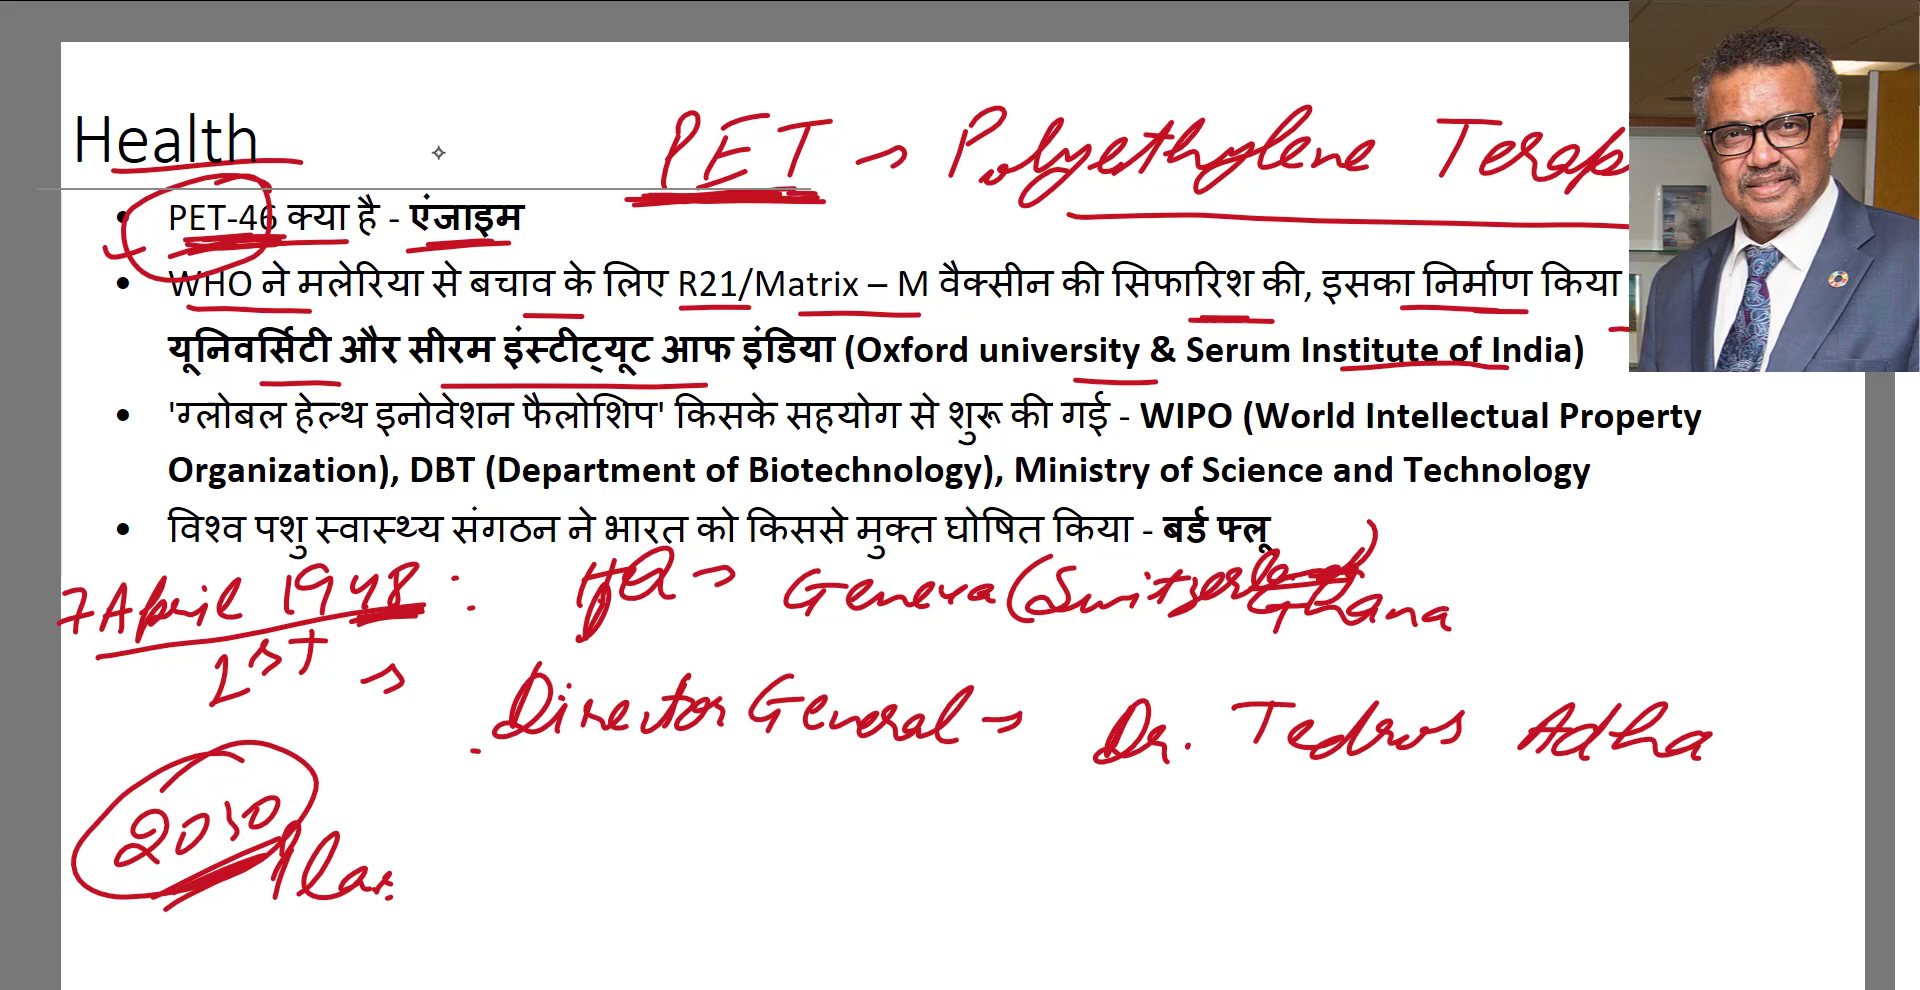 Health
PET → Polyethylene Terap
• PET-46 क्या है - एंजाइम
• WHO ने मलेरिया से बचाव के लिए R21/Matrix – M वैक्सीन की सिफारिश की, इसका निर्माण किया
यूनिवर्सिटी और सीरम इंस्टीट्यूट आफ इंडिया (Oxford university & Serum Institute of India)
• 'ग्लोबल हेल्थ इनोवेशन फैलोशिप' किसके सहयोग से शुरू की गई - WIPO (World Intellectual Property
Organization), DBT (Department of Biotechnology), Ministry of Science and Technology
• विश्व पशु स्वास्थ्य संगठन ने भारत को किससे मुक्त घोषित किया - बर्ड फ्लू
7 April 1948 : HQ → Geneva (Switzerland)
Ghana
1st →
Director General → Dr. Tedros Adha
2030